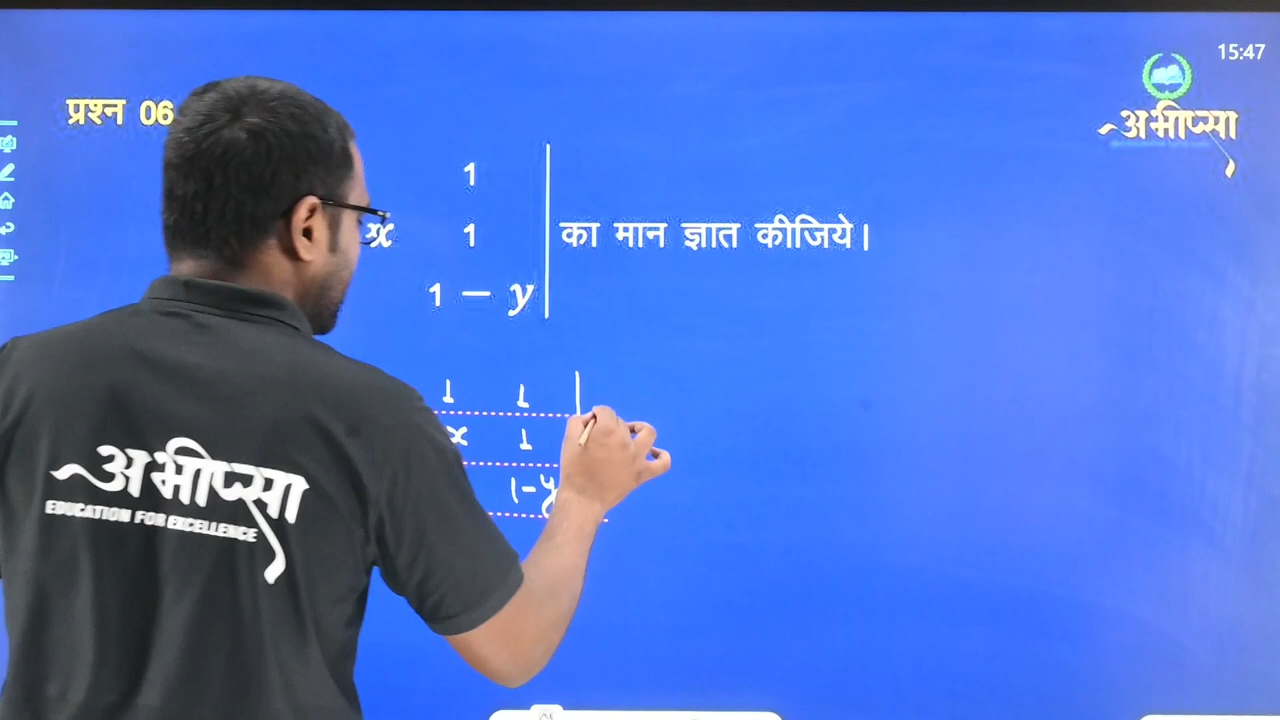 15:47
अभीप्सा
प्रश्न 06
1
x 1 का मान ज्ञात कीजिये।
1 − y
1 1
x 1
1-y
अभीप्सा
EDUCATION FOR EXCELLENCE